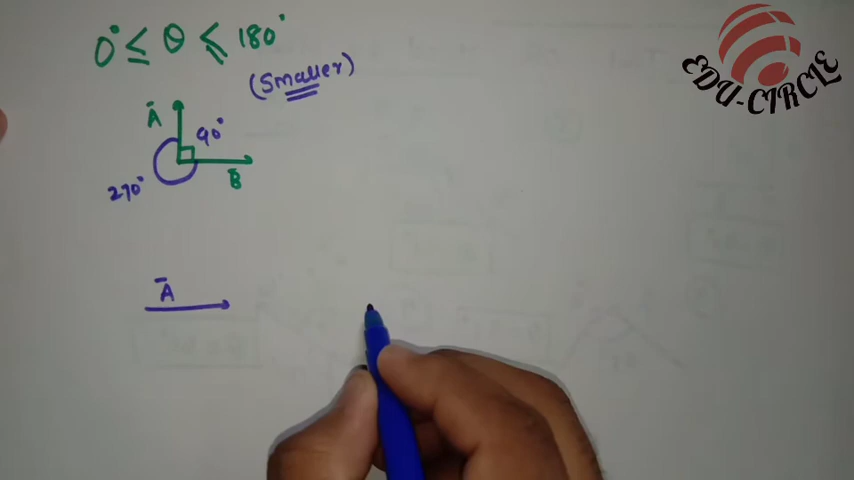 0° ≤ θ ≤ 180°
(Smaller)
Ā
90°
270°
B̄
Ā
EDU-CIRCLE